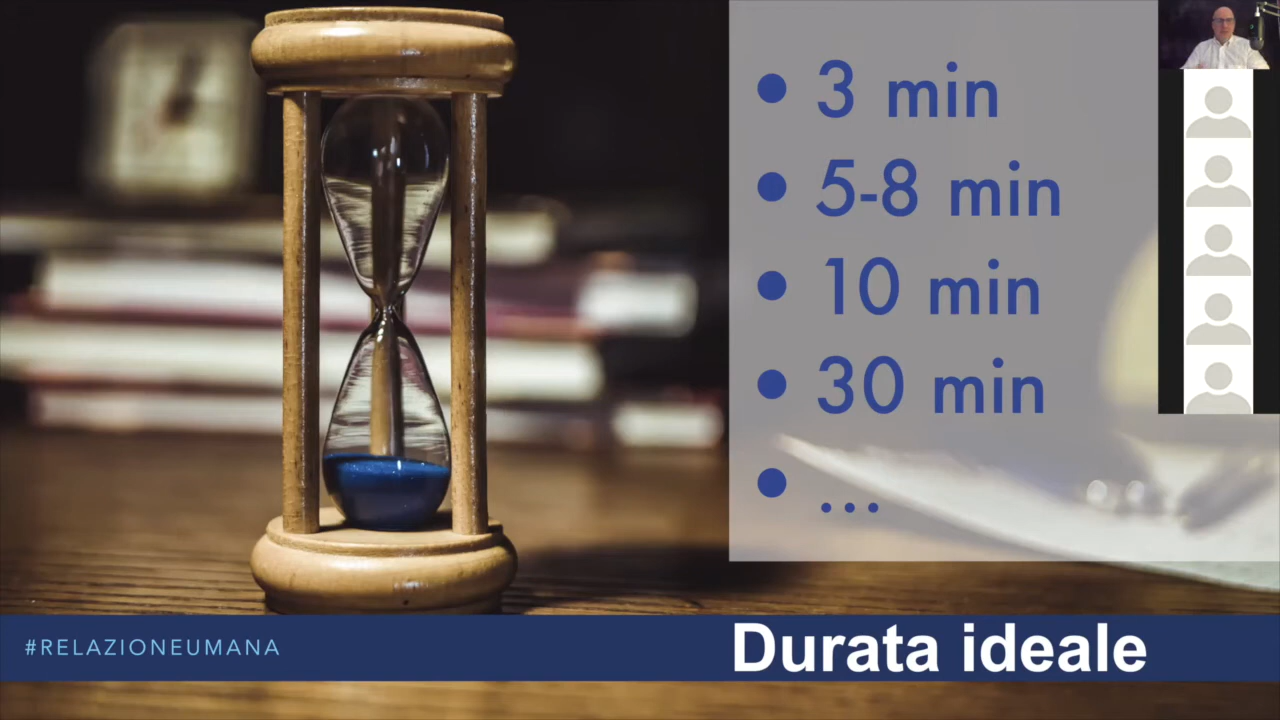 • 3 min
• 5-8 min
• 10 min
• 30 min
• ...
#RELAZIONEUMANA
Durata ideale